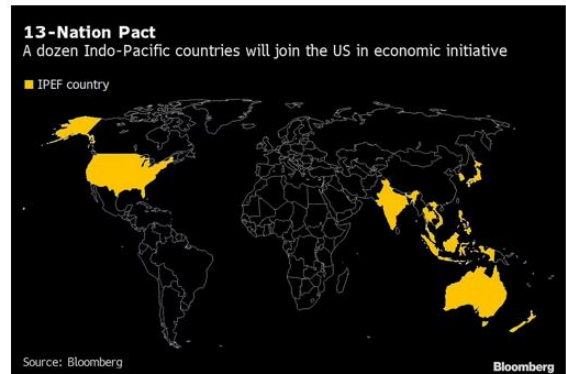 13-Nation Pact
A dozen Indo-Pacific countries will join the US in economic initiative
IPEF country
Source: Bloomberg
Bloomberg